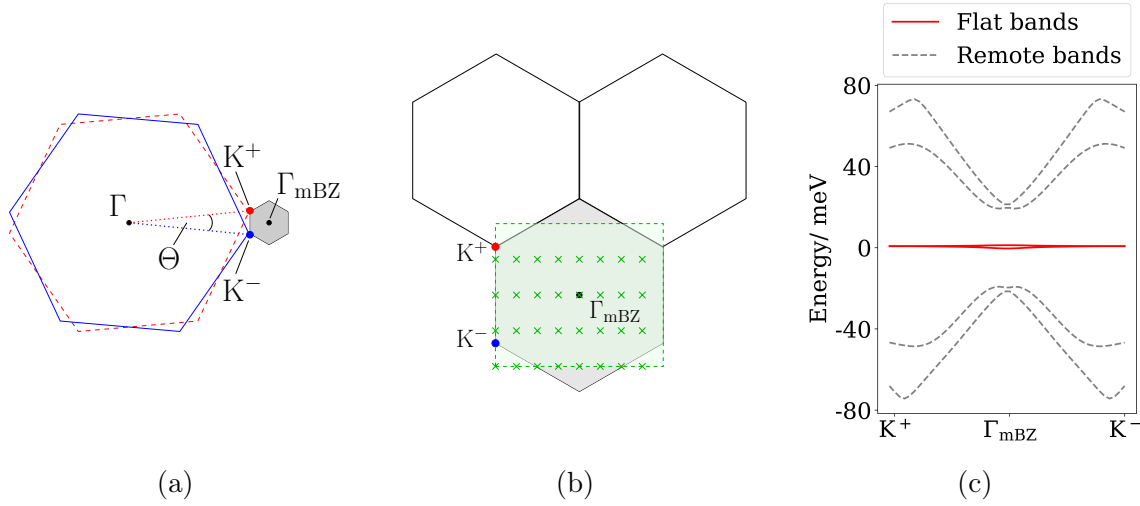 K⁺
Γ
Γ_mBZ
Θ
K⁻
(a)
K⁺
Γ_mBZ
K⁻
(b)
Flat bands
Remote bands
Energy/ meV
80
40
0
-40
-80
K⁺ Γ_mBZ K⁻
(c)